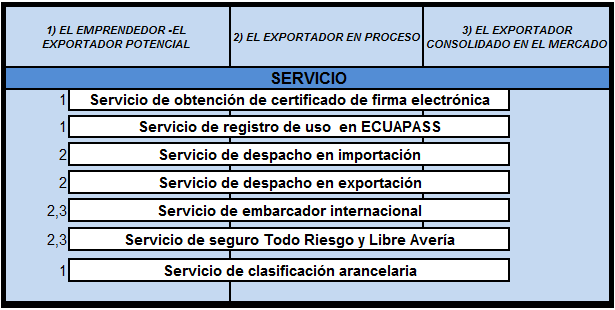 1) EL EMPRENDEDOR -EL
EXPORTADOR POTENCIAL
2) EL EXPORTADOR EN PROCESO
3) EL EXPORTADOR
CONSOLIDADO EN EL MERCADO
SERVICIO
1 Servicio de obtención de certificado de firma electrónica
1 Servicio de registro de uso en ECUAPASS
2 Servicio de despacho en importación
2 Servicio de despacho en exportación
2,3 Servicio de embarcador internacional
2,3 Servicio de seguro Todo Riesgo y Libre Avería
1 Servicio de clasificación arancelaria